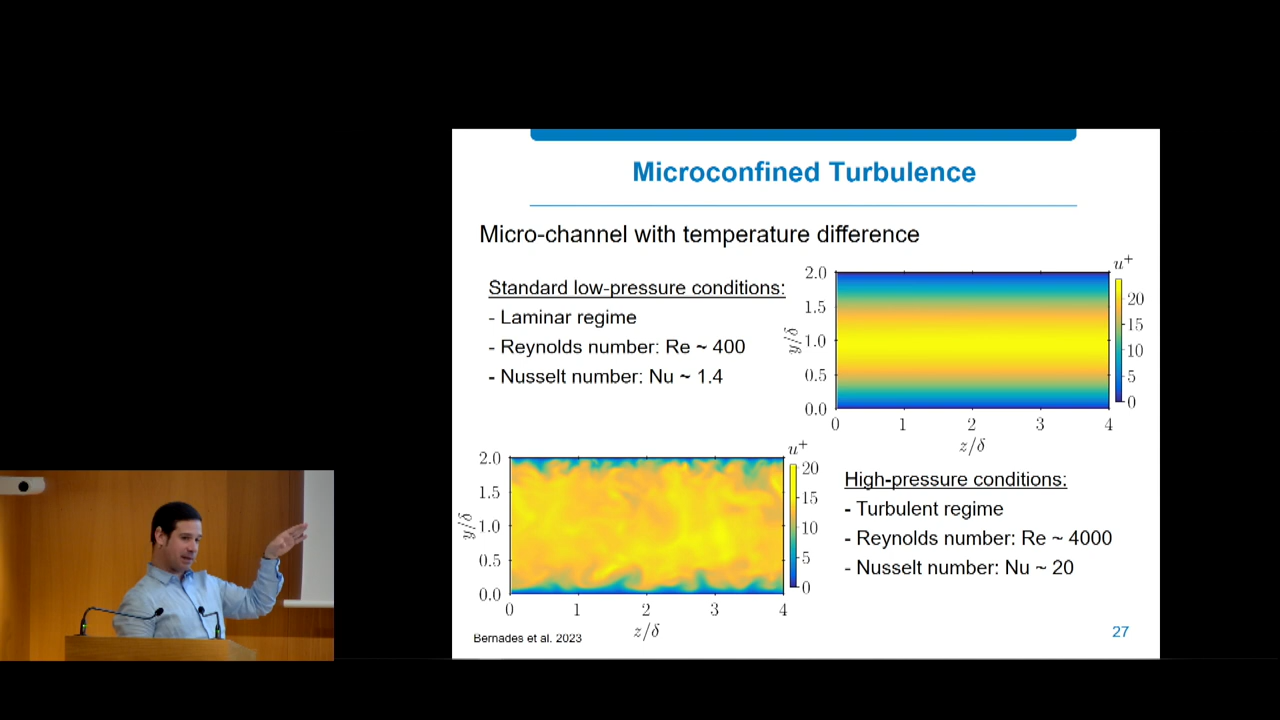 Microconfined Turbulence
Micro-channel with temperature difference
Standard low-pressure conditions:
- Laminar regime
- Reynolds number: Re ~ 400
- Nusselt number: Nu ~ 1.4
u⁺
2.0
1.5
1.0
0.5
0.0
y/δ
0 1 2 3 4
z/δ
20
15
10
5
0
u⁺
2.0
1.5
1.0
0.5
0.0
y/δ
0 1 2 3 4
z/δ
20
15
10
5
0
High-pressure conditions:
- Turbulent regime
- Reynolds number: Re ~ 4000
- Nusselt number: Nu ~ 20
Bernades et al. 2023
27